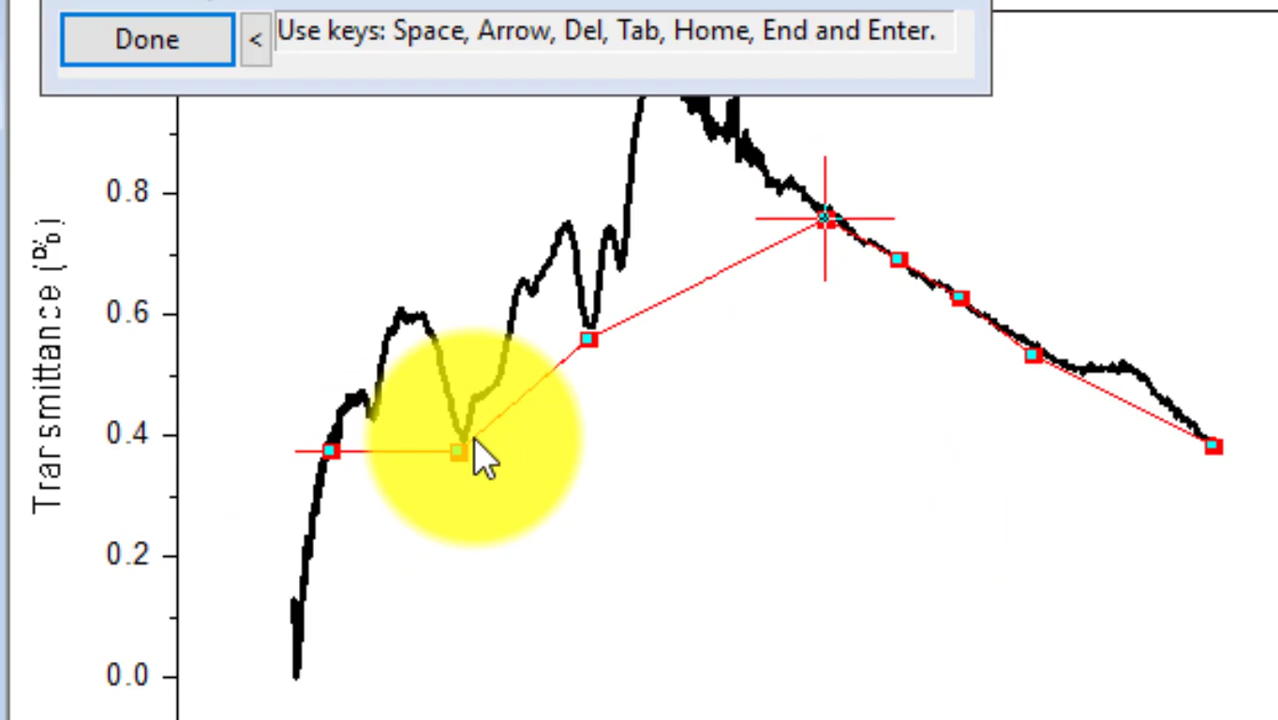 Done
<
Use keys: Space, Arrow, Del, Tab, Home, End and Enter.
0.8
0.6
0.4
0.2
0.0
Transmittance (%)